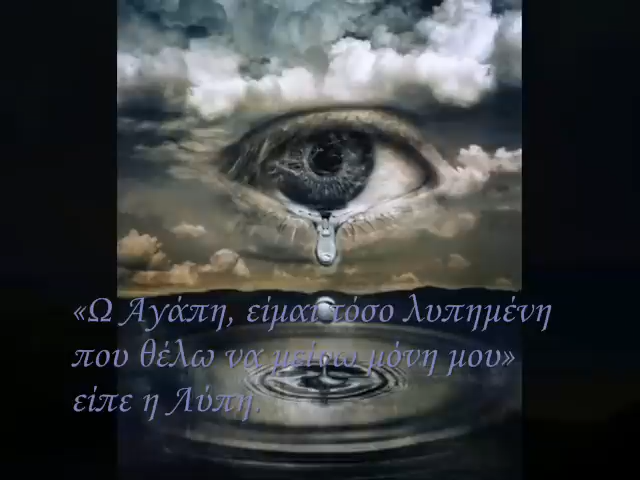 «Ω Αγάπη, είμαι τόσο λυπημένη
που θέλω να μείνω μόνη μου»
είπε η Λύπη.